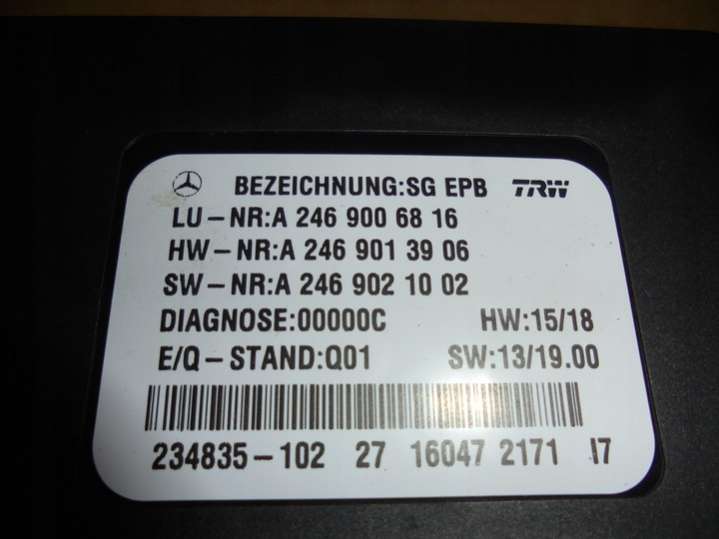 BEZEICHNUNG:SG EPB TRW
LU-NR:A 246 900 68 16
HW-NR:A 246 901 39 06
SW-NR:A 246 902 10 02
DIAGNOSE:00000C HW:15/18
E/Q-STAND:Q01 SW:13/19.00
234835-102 27 16047 2171 I7